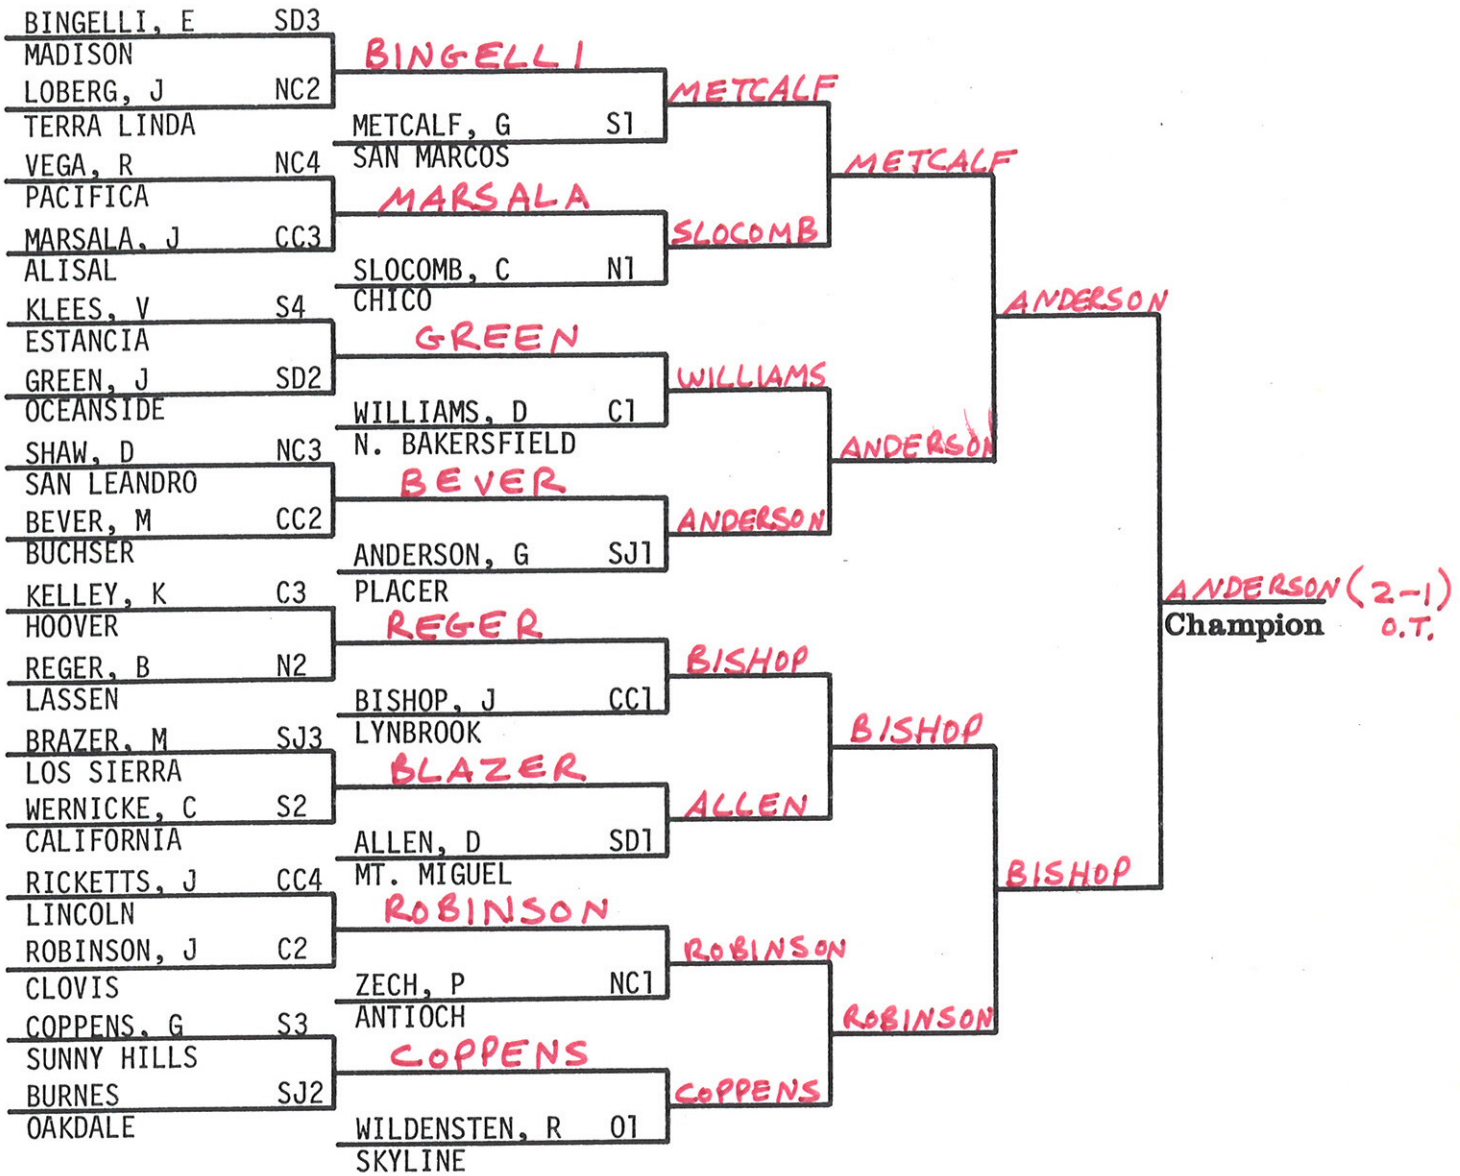 BINGELLI, E SD3
MADISON
LOBERG, J NC2
TERRA LINDA
VEGA, R NC4
PACIFICA
MARSALA, J CC3
ALISAL
KLEES, V S4
ESTANCIA
GREEN, J SD2
OCEANSIDE
SHAW, D NC3
SAN LEANDRO
BEVER, M CC2
BUCHSER
KELLEY, K C3
HOOVER
REGER, B N2
LASSEN
BRAZER, M SJ3
LOS SIERRA
WERNICKE, C S2
CALIFORNIA
RICKETTS, J CC4
LINCOLN
ROBINSON, J C2
CLOVIS
COPPENS, G S3
SUNNY HILLS
BURNES SJ2
OAKDALE
BINGELLI
METCALF, G S1
SAN MARCOS
MARSALA
SLOCOMB, C N1
CHICO
GREEN
WILLIAMS, D C1
N. BAKERSFIELD
BEVER
ANDERSON, G SJ1
PLACER
REGER
BISHOP, J CC1
LYNBROOK
BLAZER
ALLEN, D SD1
MT. MIGUEL
ROBINSON
ZECH, P NC1
ANTIOCH
COPPENS
WILDENSTEN, R O1
SKYLINE
METCALF
SLOCOMB
WILLIAMS
ANDERSON
BISHOP
ALLEN
ROBINSON
COPPENS
METCALF
ANDERSON
BISHOP
ROBINSON
ANDERSON
BISHOP
ANDERSON (2-1)
Champion O.T.